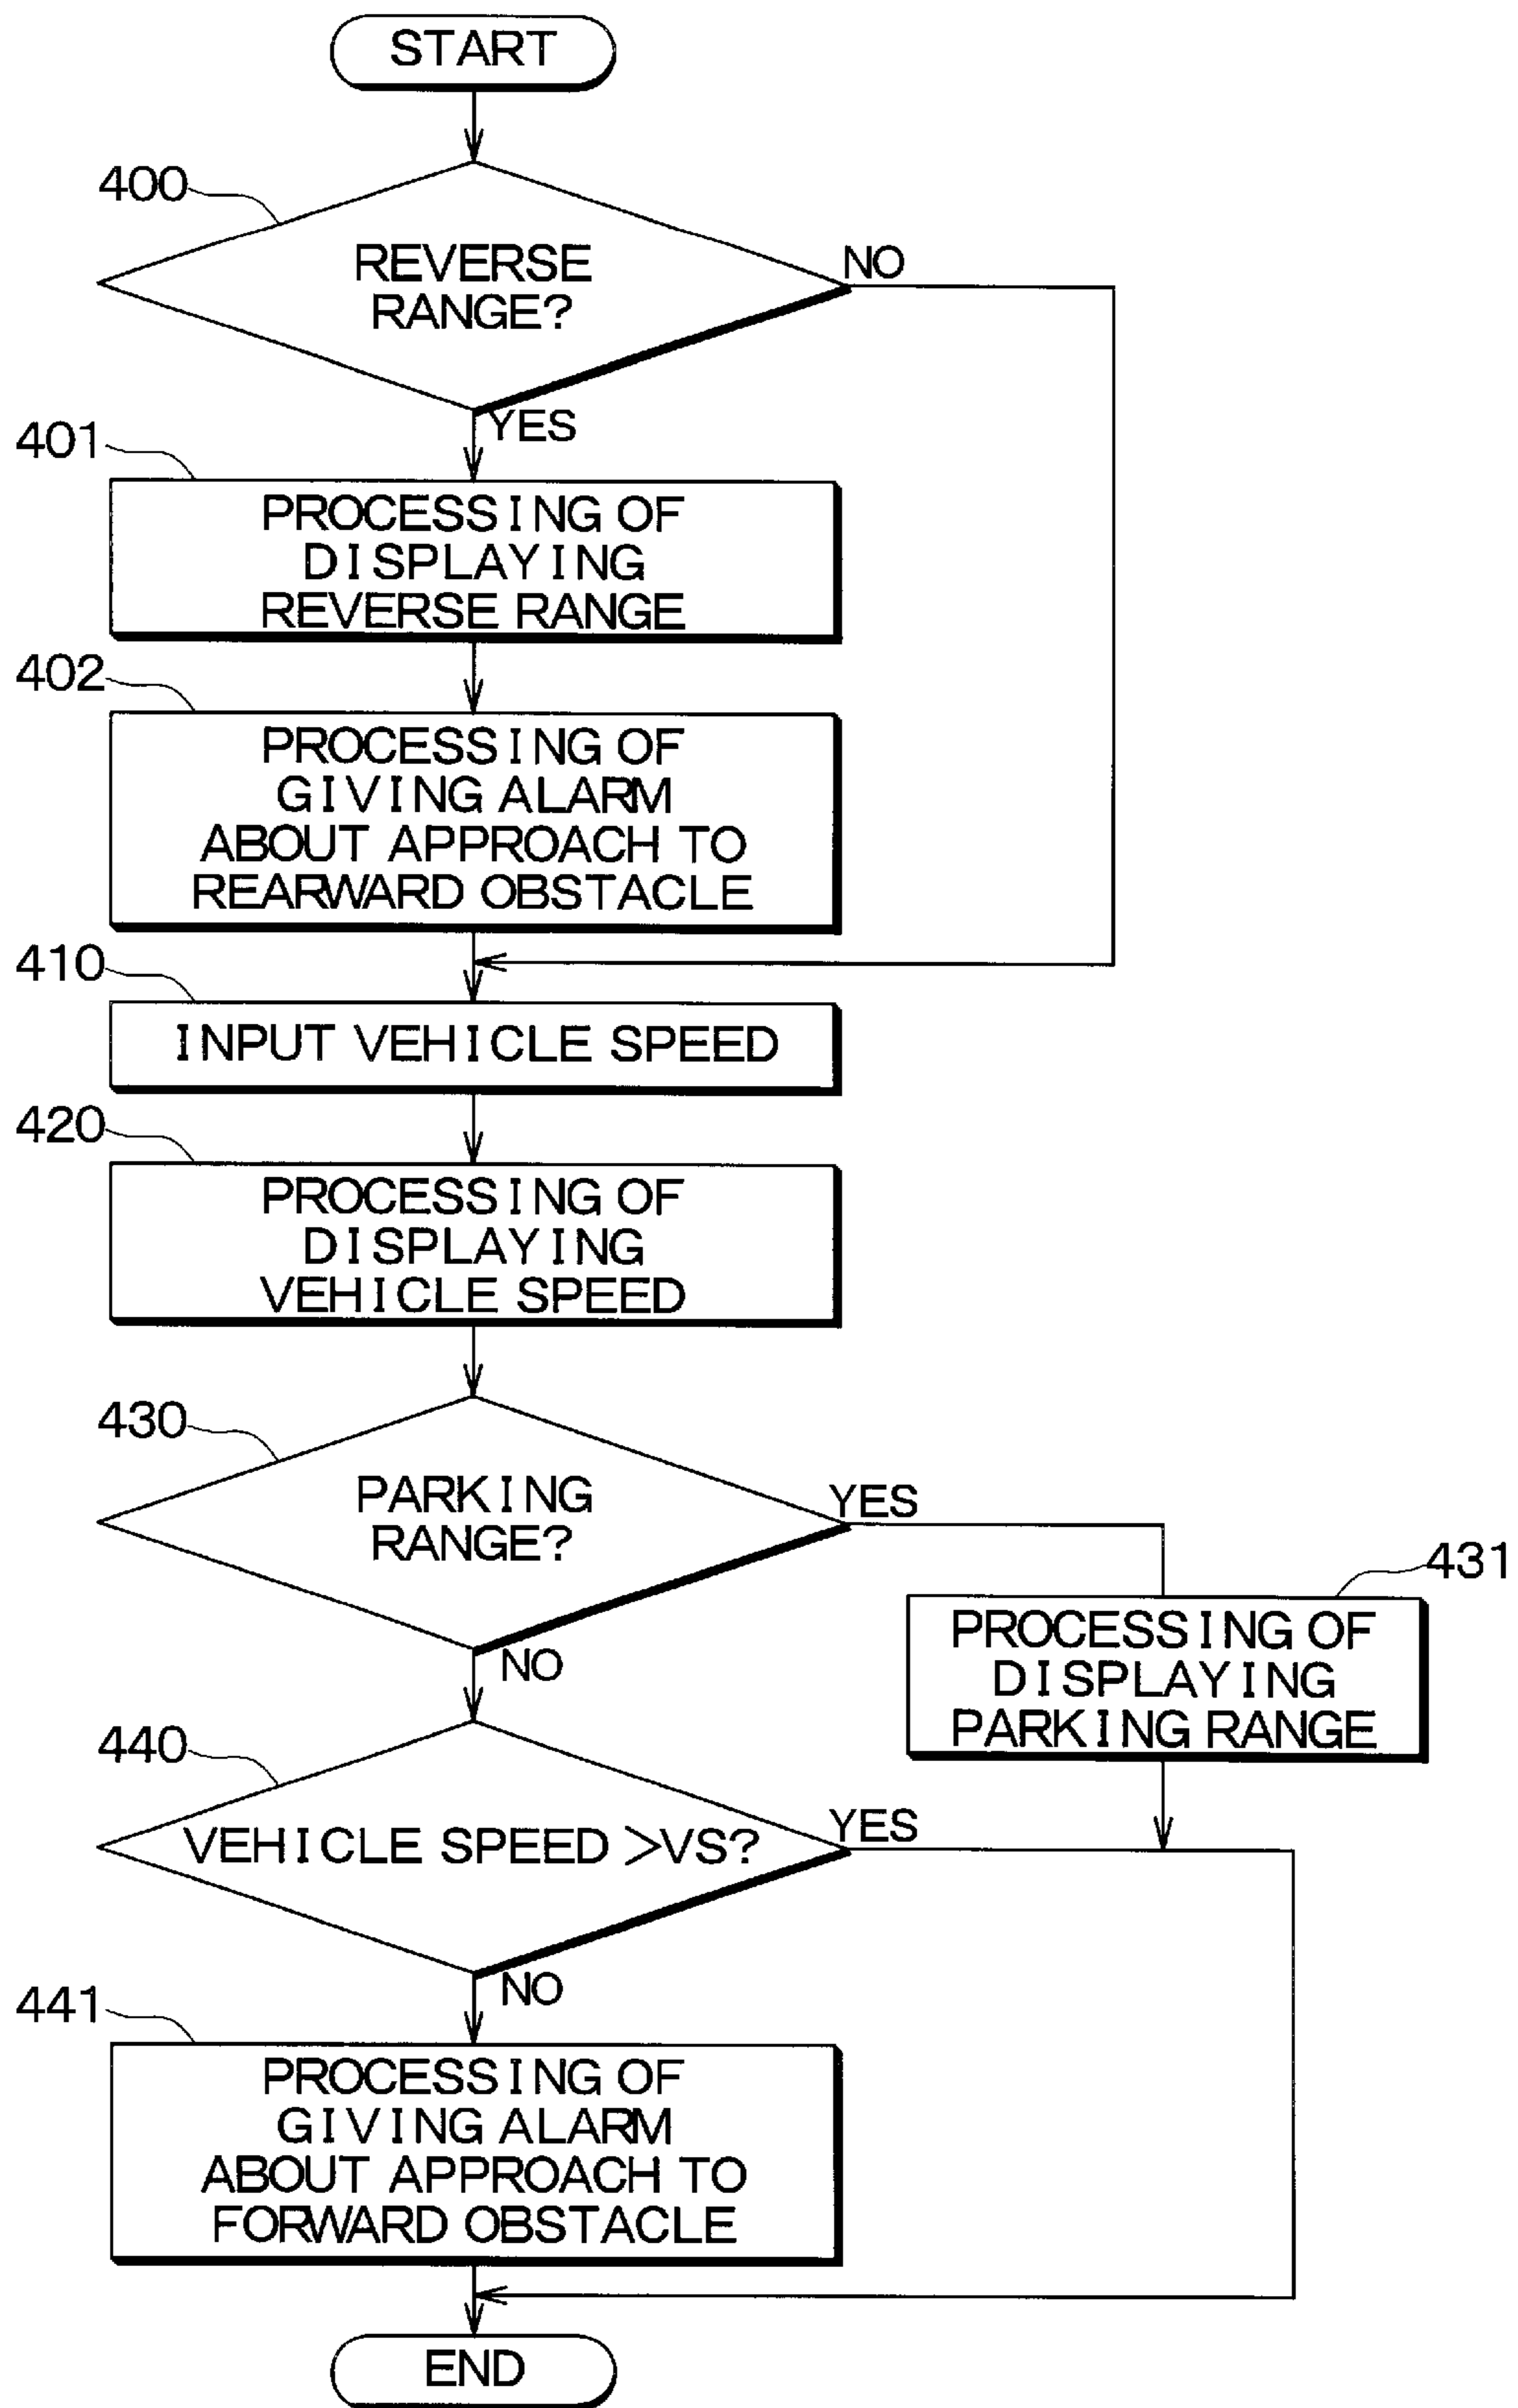 START
400
REVERSE
RANGE?
NO
YES
401
PROCESSING OF
DISPLAYING
REVERSE RANGE
402
PROCESSING OF
GIVING ALARM
ABOUT APPROACH TO
REARWARD OBSTACLE
410
INPUT VEHICLE SPEED
420
PROCESSING OF
DISPLAYING
VEHICLE SPEED
430
PARKING
RANGE?
YES
431
PROCESSING OF
DISPLAYING
PARKING RANGE
NO
440
VEHICLE SPEED >VS?
YES
NO
441
PROCESSING OF
GIVING ALARM
ABOUT APPROACH TO
FORWARD OBSTACLE
END